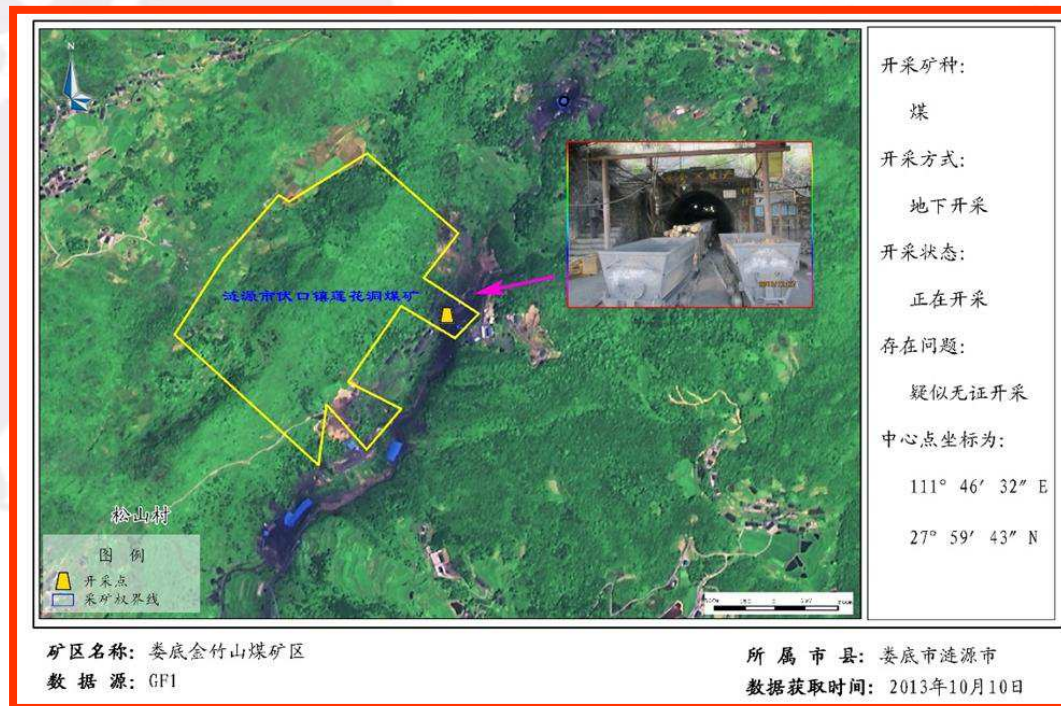 N
涟源市伏口镇莲花洞煤矿
松山村
图 例
开采点
采矿权界线
开采矿种:
煤
开采方式:
地下开采
开采状态:
正在开采
存在问题:
疑似无证开采
中心点坐标为:
111° 46′ 32″ E
27° 59′ 43″ N
矿区名称: 娄底金竹山煤矿区
数 据 源: GF1
所 属 市 县: 娄底市涟源市
数据获取时间: 2013年10月10日